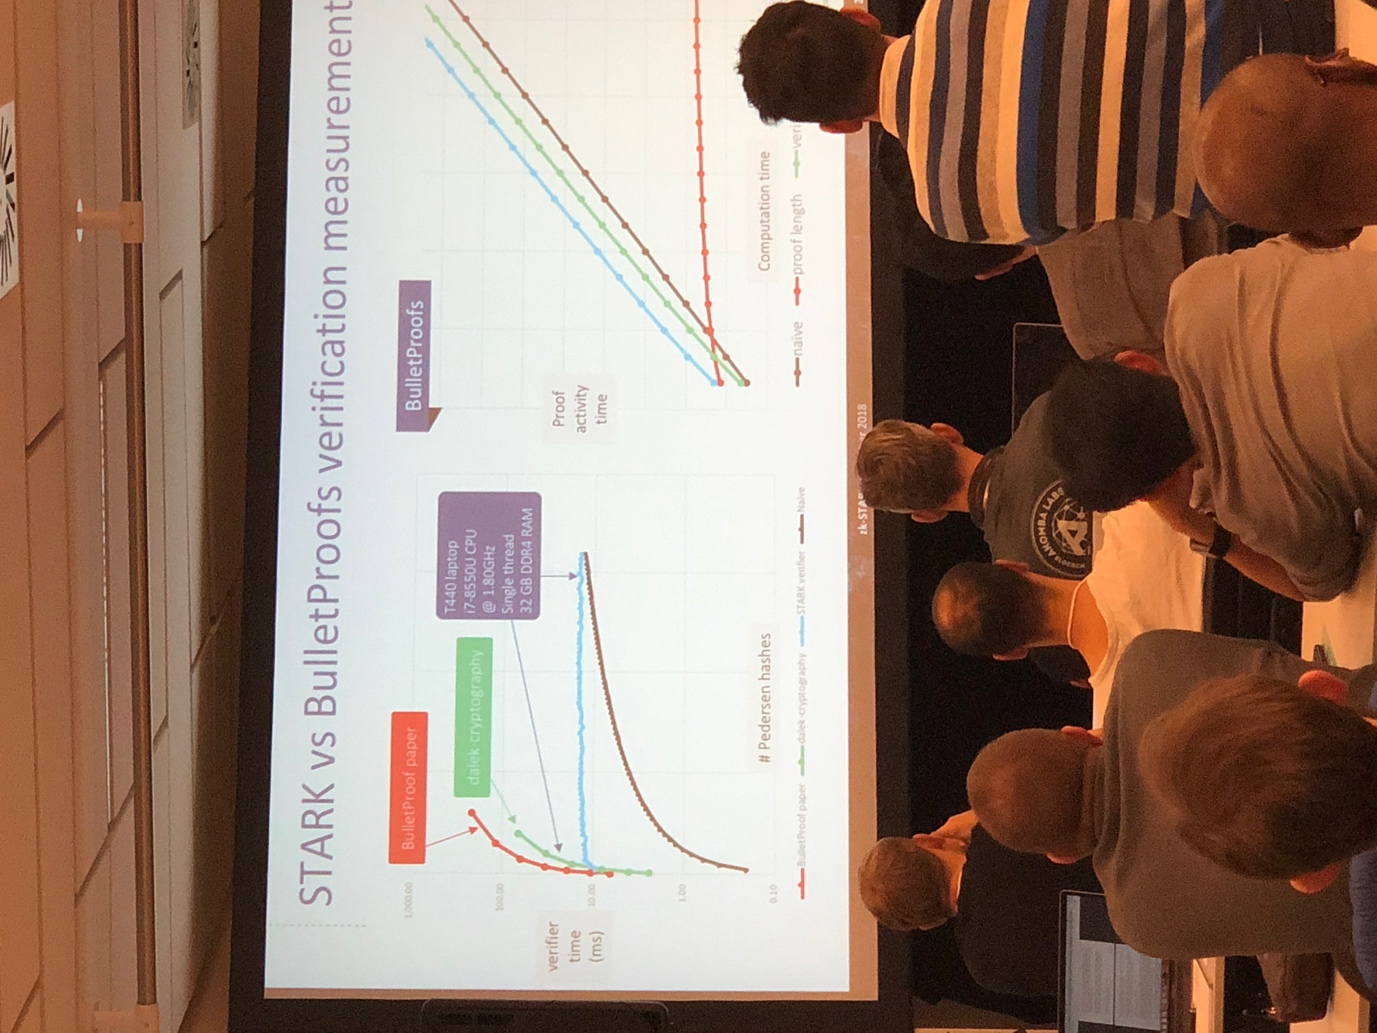 STARK vs BulletProofs verification measurement
BulletProof paper
dalek-cryptography
T440 laptop
i7-8550U CPU
@ 1.80GHz
Single thread
32 GB DDR4 RAM
1,000.00
100.00
10.00
1.00
0.10
verifier
time
(ms)
# Pedersen hashes
BulletProof paper
dalek-cryptography
STARK verifier
Naive
BulletProofs
Proof
activity
time
Computation time
naive
proof length
zk-STA
2018
AKOMBA LABS